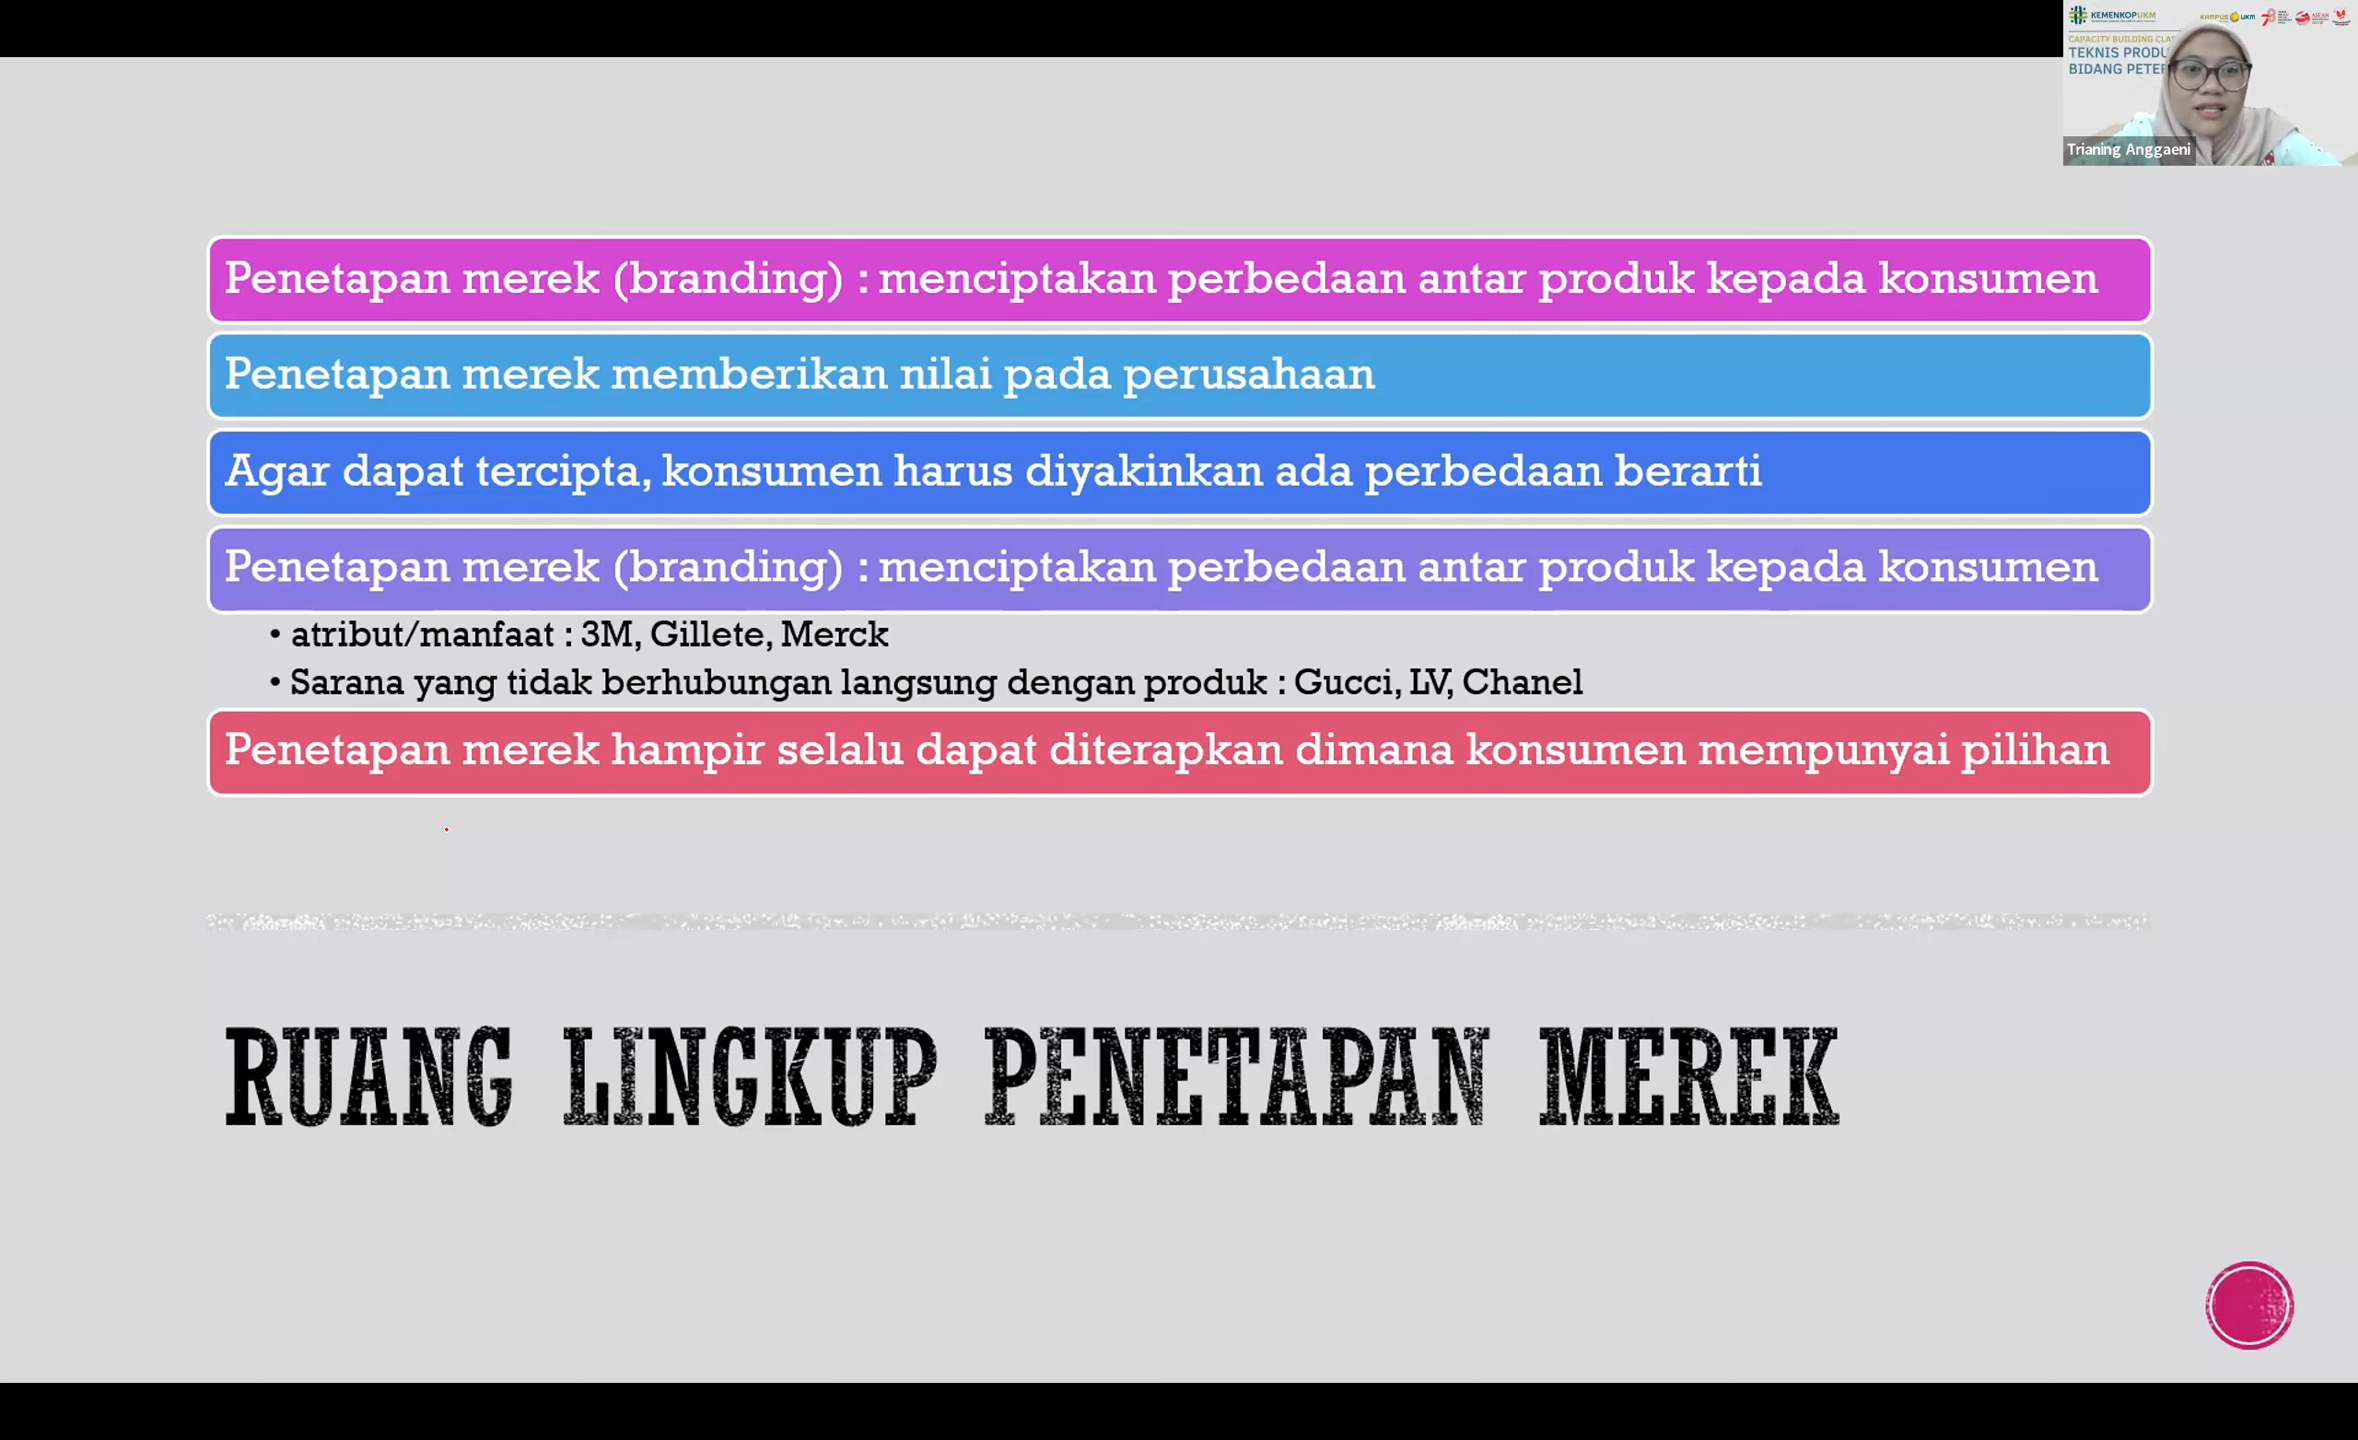 KEMENKOPUKM
KAMPUS UKM
CAPACITY BUILDING
TEKNIS
BIDANG
Trianing Anggaeni
Penetapan merek (branding) : menciptakan perbedaan antar produk kepada konsumen
Penetapan merek memberikan nilai pada perusahaan
Agar dapat tercipta, konsumen harus diyakinkan ada perbedaan berarti
Penetapan merek (branding) : menciptakan perbedaan antar produk kepada konsumen
• atribut/manfaat : 3M, Gillete, Merck
• Sarana yang tidak berhubungan langsung dengan produk : Gucci, LV, Chanel
Penetapan merek hampir selalu dapat diterapkan dimana konsumen mempunyai pilihan
RUANG LINGKUP PENETAPAN MEREK